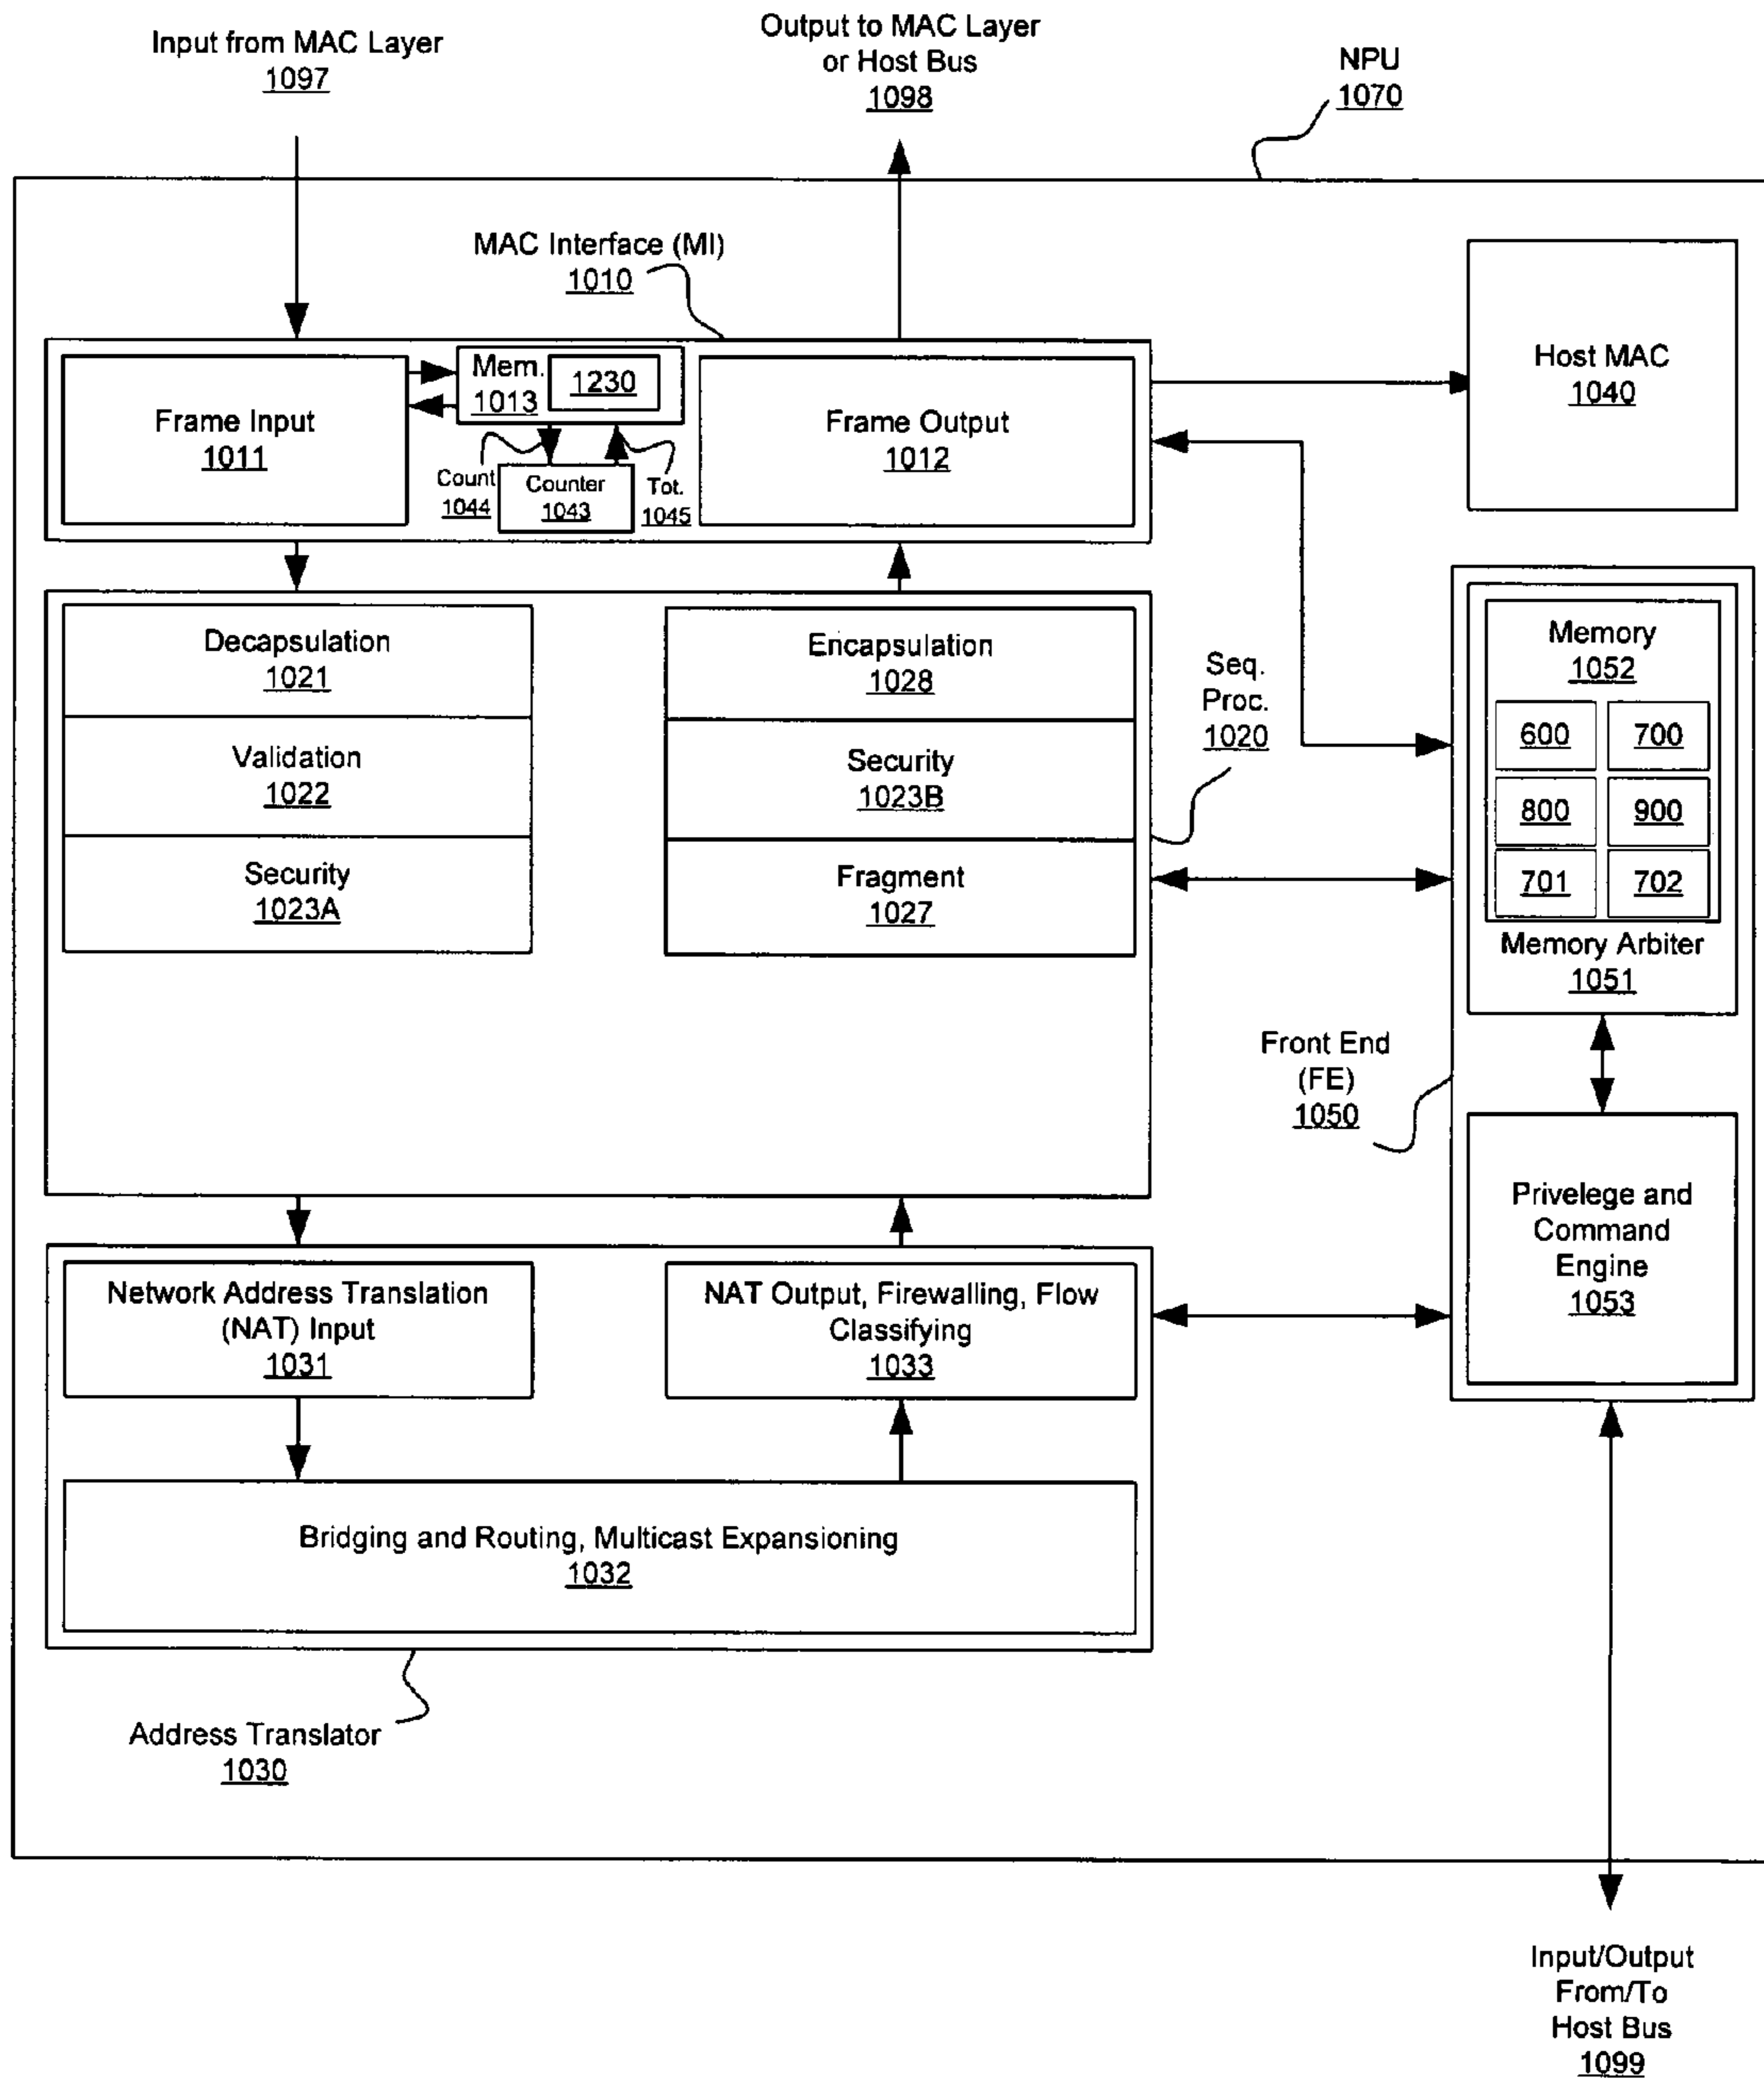 Input from MAC Layer
1097
Output to MAC Layer
or Host Bus
1098
NPU
1070
MAC Interface (MI)
1010
Frame Input
1011
Mem.
1013
1230
Count
1044
Counter
1043
Tot.
1045
Frame Output
1012
Host MAC
1040
Decapsulation
1021
Validation
1022
Security
1023A
Encapsulation
1028
Security
1023B
Fragment
1027
Seq.
Proc.
1020
Memory
1052
600
700
800
900
701
702
Memory Arbiter
1051
Front End
(FE)
1050
Privelege and
Command
Engine
1053
Network Address Translation
(NAT) Input
1031
NAT Output, Firewalling, Flow
Classifying
1033
Bridging and Routing, Multicast Expansioning
1032
Address Translator
1030
Input/Output
From/To
Host Bus
1099